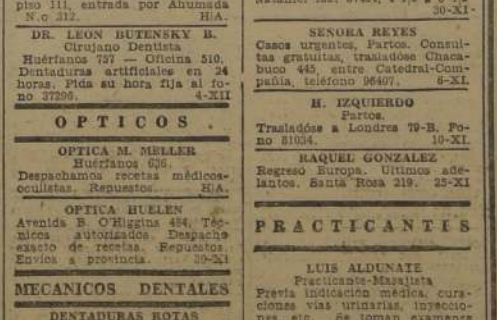 piso 111, entrada por Ahumada
N.o 312. H|A.
DR. LEON BUTENSKY B.
Cirujano Dentista
Huérfanos 757 — Oficina 510.
Dentaduras artificiales en 24
horas. Pida su hora fija al fo-
no 37296. 4-XII
OPTICOS
OPTICA M. MELLER
Huérfanos 636.
Despachamos recetas médicos-
oculistas. Repuestos. H|A.
OPTICA HUELEN
Avenida B. O'Higgins 484, Téc-
nicos autorizados. Despacho
exacto de recetas. Repuestos.
Envíos a provincia. 30-XI
MECANICOS DENTALES
DENTADURAS ROTAS
30-XI-
SEÑORA REYES
Casos urgentes, Partos. Consul-
tas gratuitas, trasladóse Chaca-
buco 445, entre Catedral-Com-
pañía, teléfono 96407. 6-XI.
H. IZQUIERDO
Partos.
Trasladóse a Londres 79-B. Fo-
no 81034. 10-XI.
RAQUEL GONZALEZ
Regresó Europa. Ultimos ade-
lantos. Santa Rosa 219. 25-XI
PRACTICANTES
LUIS ALDUNATE
Practicante-Masajista
Previa indicación médica, cura-
ciones vías urinarias, inyeccio-
nes, etc. Se toman exámenes